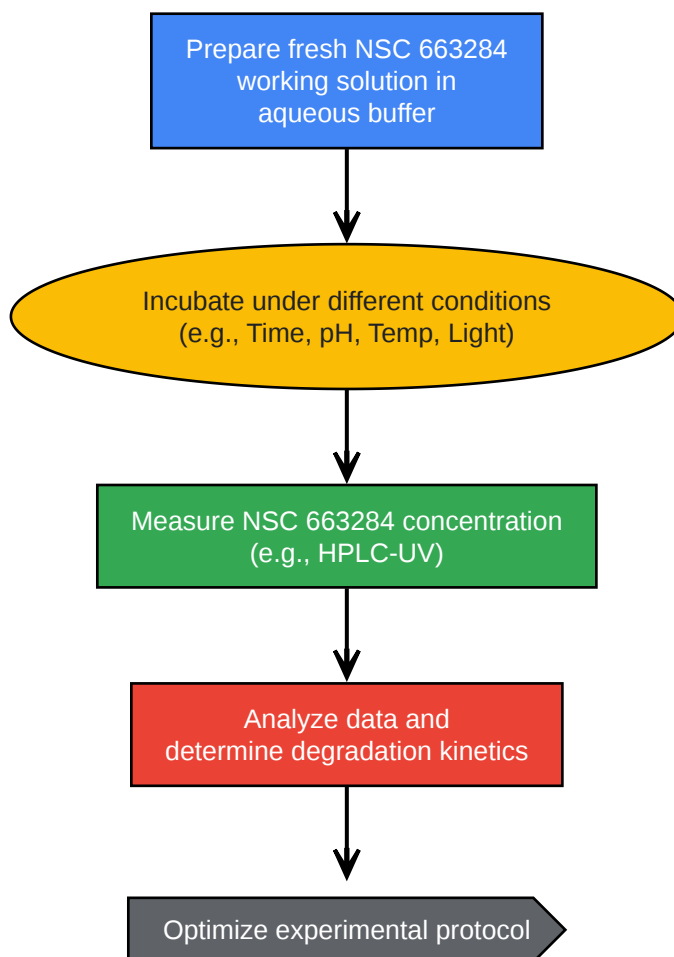 Prepare fresh NSC 663284
working solution in
aqueous buffer
Incubate under different conditions
(e.g., Time, pH, Temp, Light)
Measure NSC 663284 concentration
(e.g., HPLC-UV)
Analyze data and
determine degradation kinetics
Optimize experimental protocol